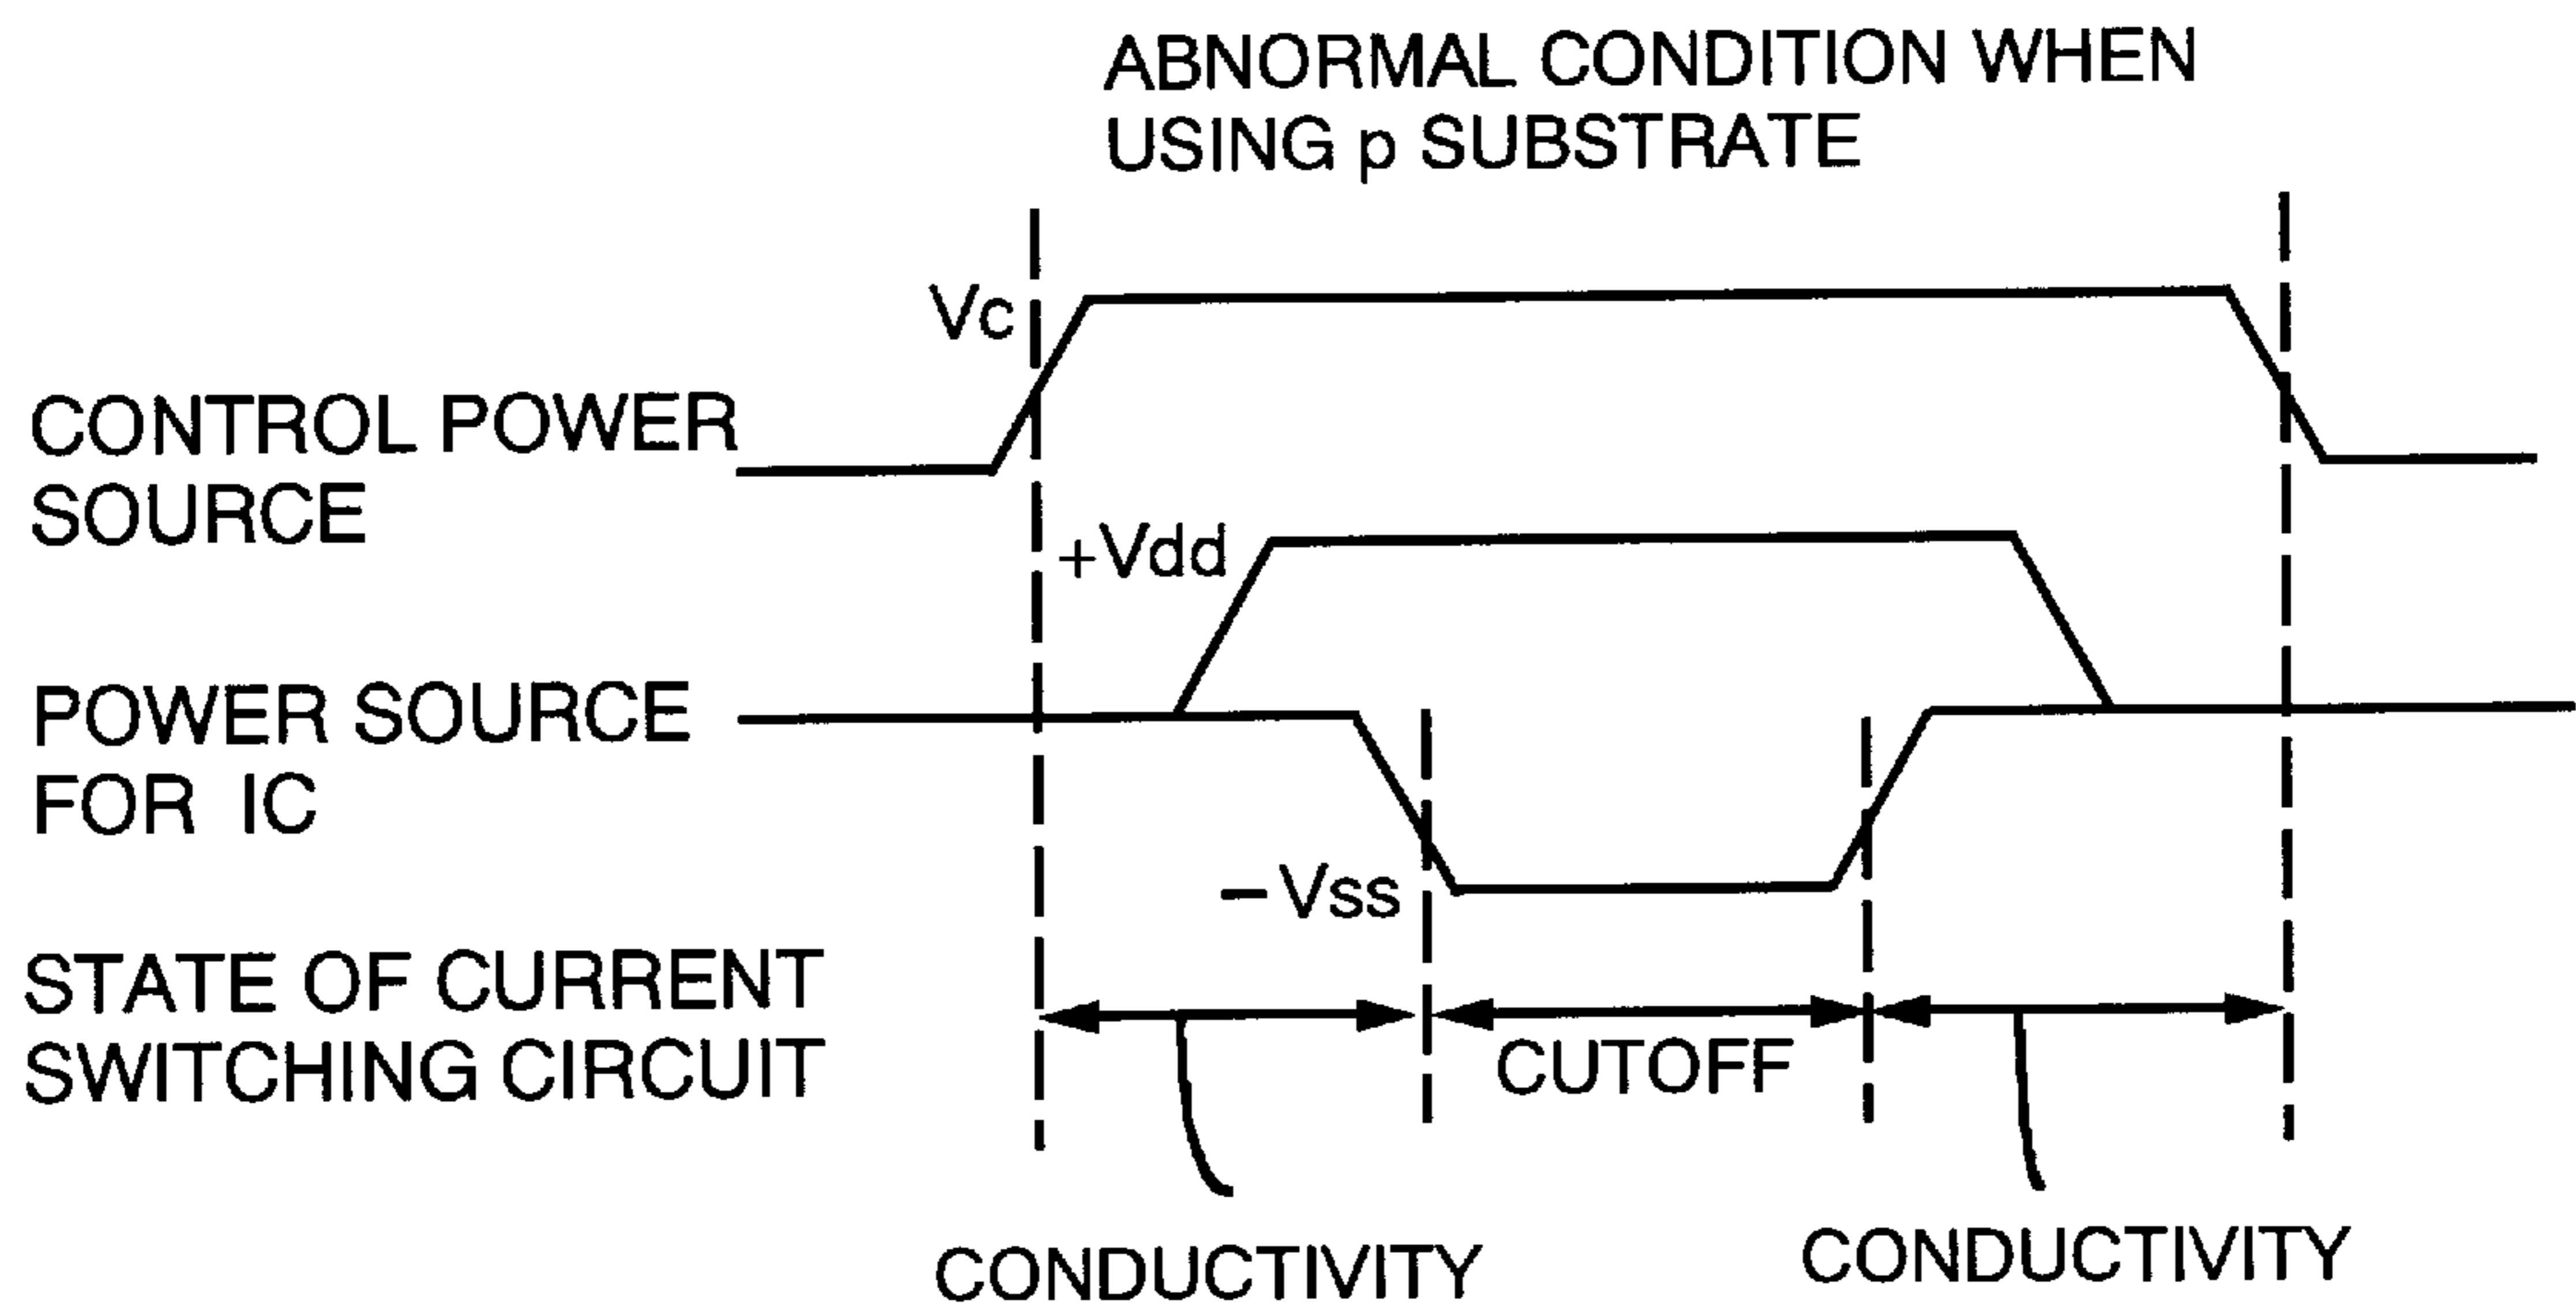 ABNORMAL CONDITION WHEN
USING p SUBSTRATE
Vc
CONTROL POWER
SOURCE
+Vdd
POWER SOURCE
FOR IC
−Vss
STATE OF CURRENT
SWITCHING CIRCUIT
CUTOFF
CONDUCTIVITY
CONDUCTIVITY